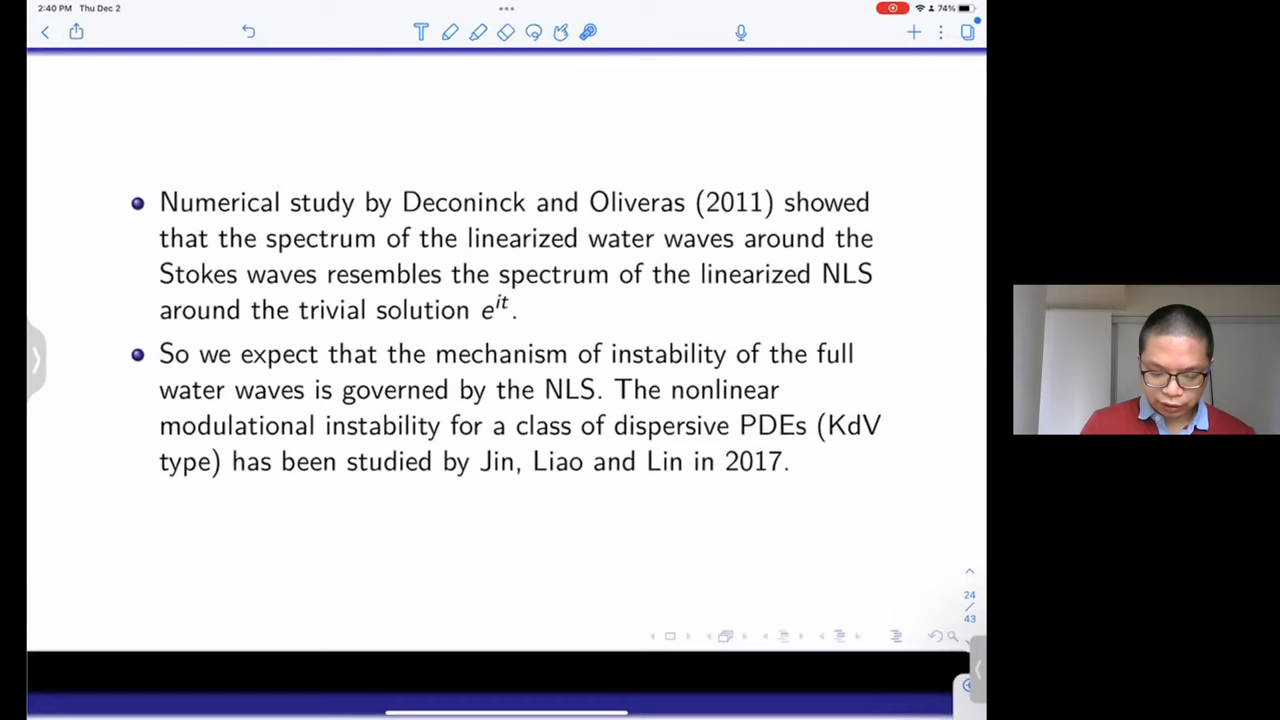 2:40 PM Thu Dec 2
74%
Numerical study by Deconinck and Oliveras (2011) showed
that the spectrum of the linearized water waves around the
Stokes waves resembles the spectrum of the linearized NLS
around the trivial solution e^{it}.
So we expect that the mechanism of instability of the full
water waves is governed by the NLS. The nonlinear
modulational instability for a class of dispersive PDEs (KdV
type) has been studied by Jin, Liao and Lin in 2017.
24
/
43